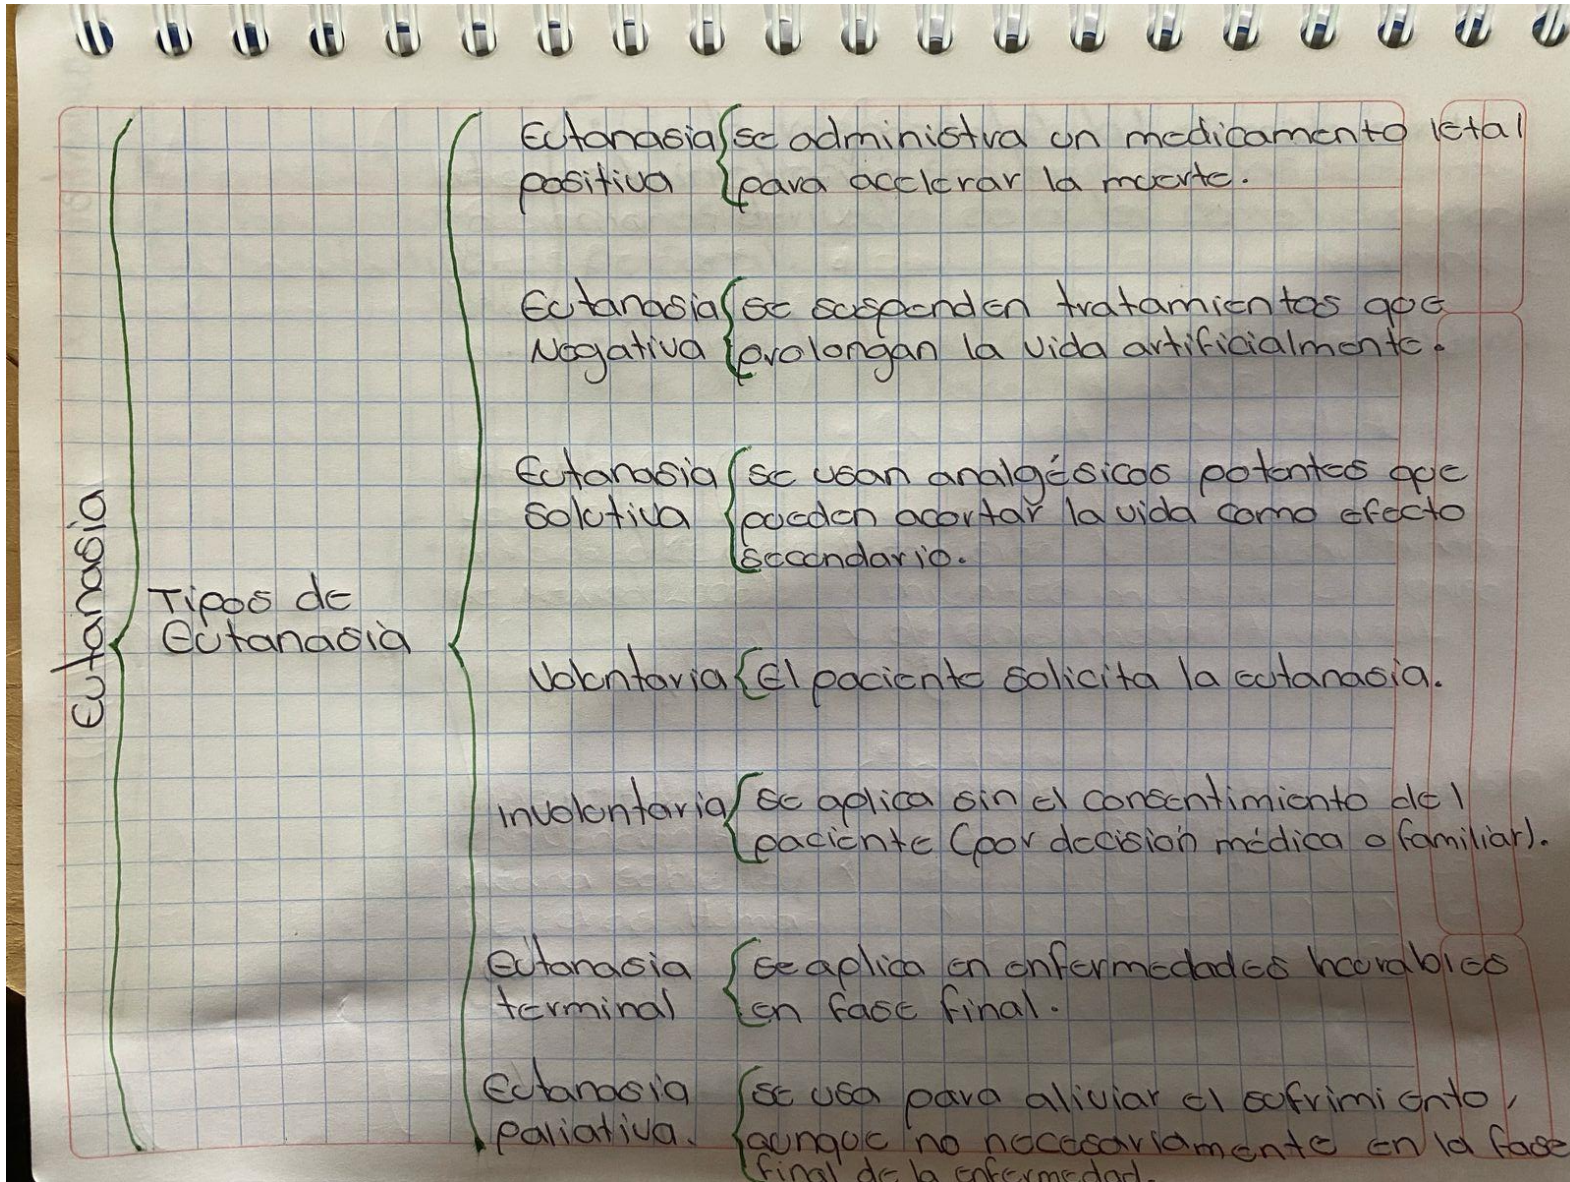 Eutanasia
Tipos de
Eutanasia
Eutanasia
positiva
se administra un medicamento letal
para acelerar la muerte.
Eutanasia
Negativa
se suspenden tratamientos que
prolongan la vida artificialmente.
Eutanasia
solutiva
se usan analgésicos potentes que
pueden acortar la vida como efecto
secundario.
Voluntaria
El paciente solicita la eutanasia.
involuntaria
se aplica sin el consentimiento del
paciente (por decisión médica o familiar).
eutanasia
terminal
se aplica en enfermedades incurables
en fase final.
Eutanasia
paliativa.
se usa para aliviar el sufrimiento,
aunque no necesariamente en la fase
final de la enfermedad.